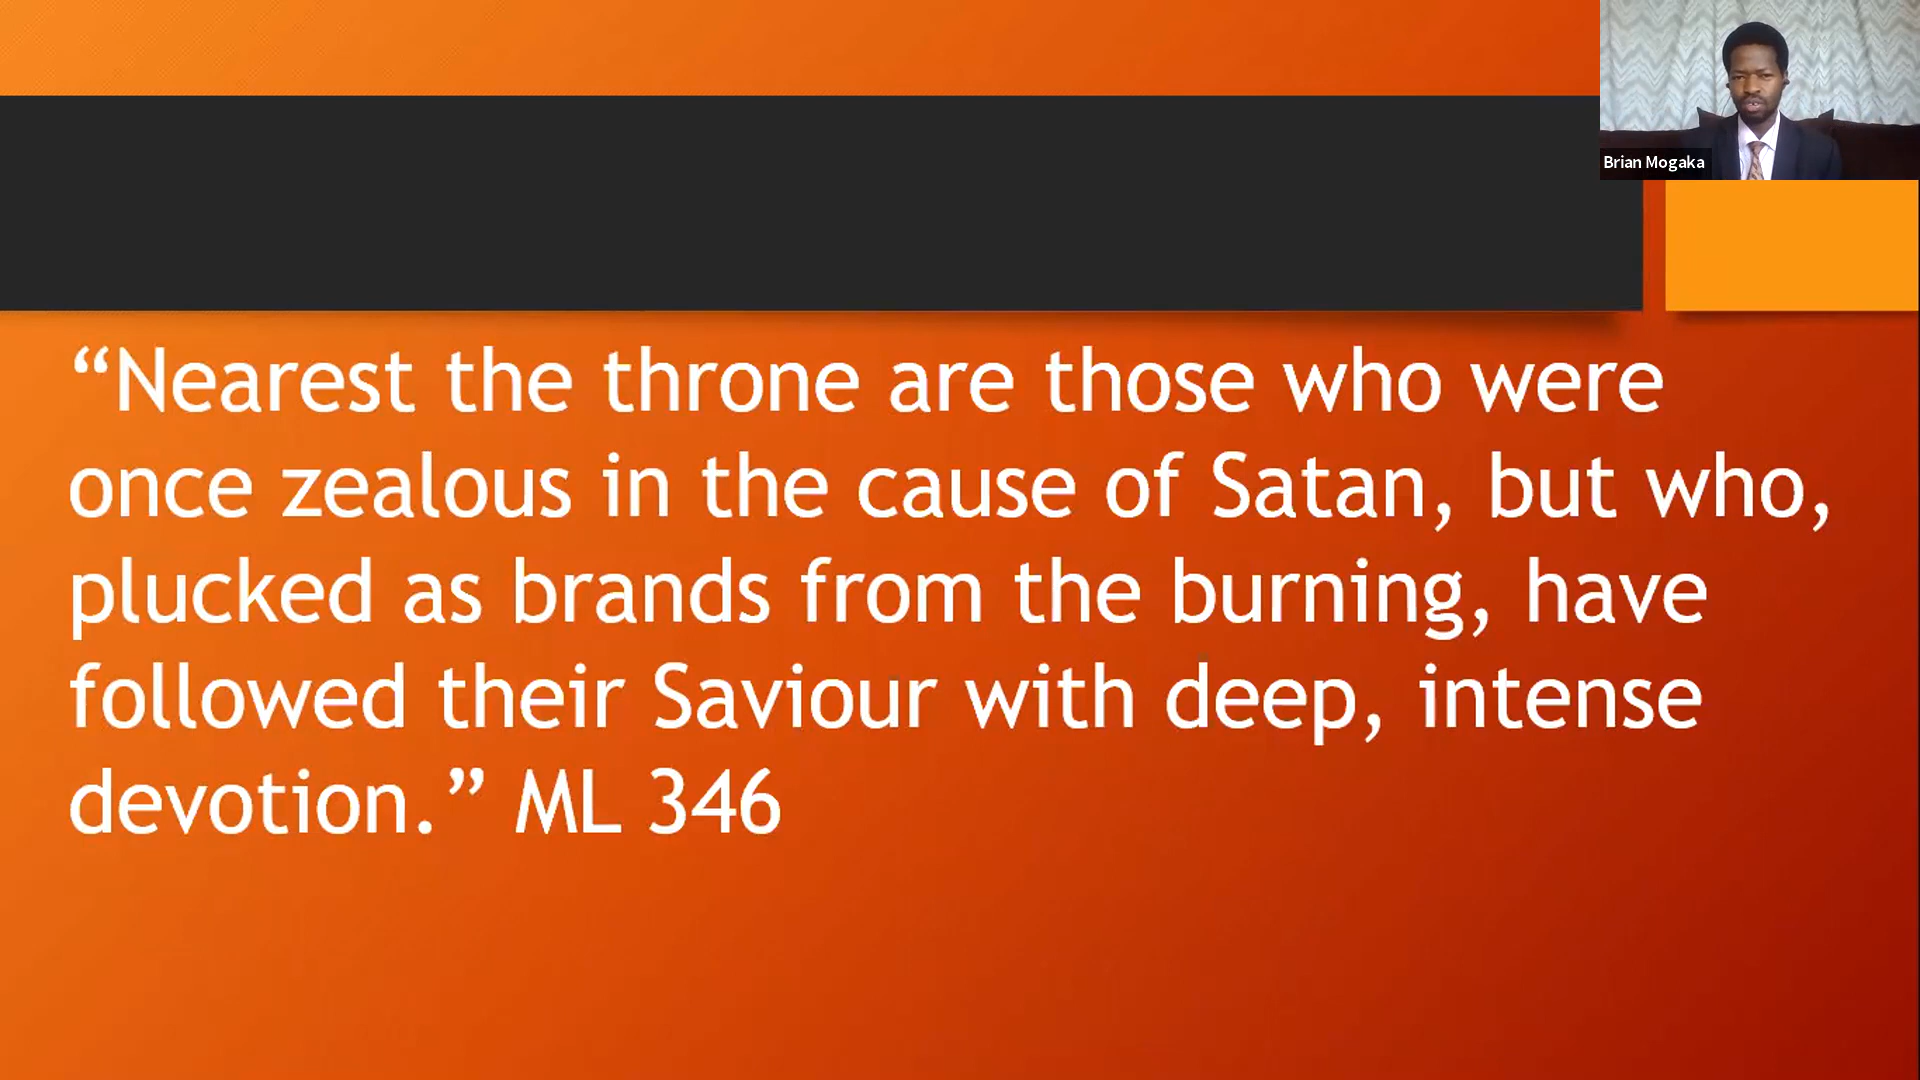 Brian Mogaka
“Nearest the throne are those who were
once zealous in the cause of Satan, but who,
plucked as brands from the burning, have
followed their Saviour with deep, intense
devotion.” ML 346